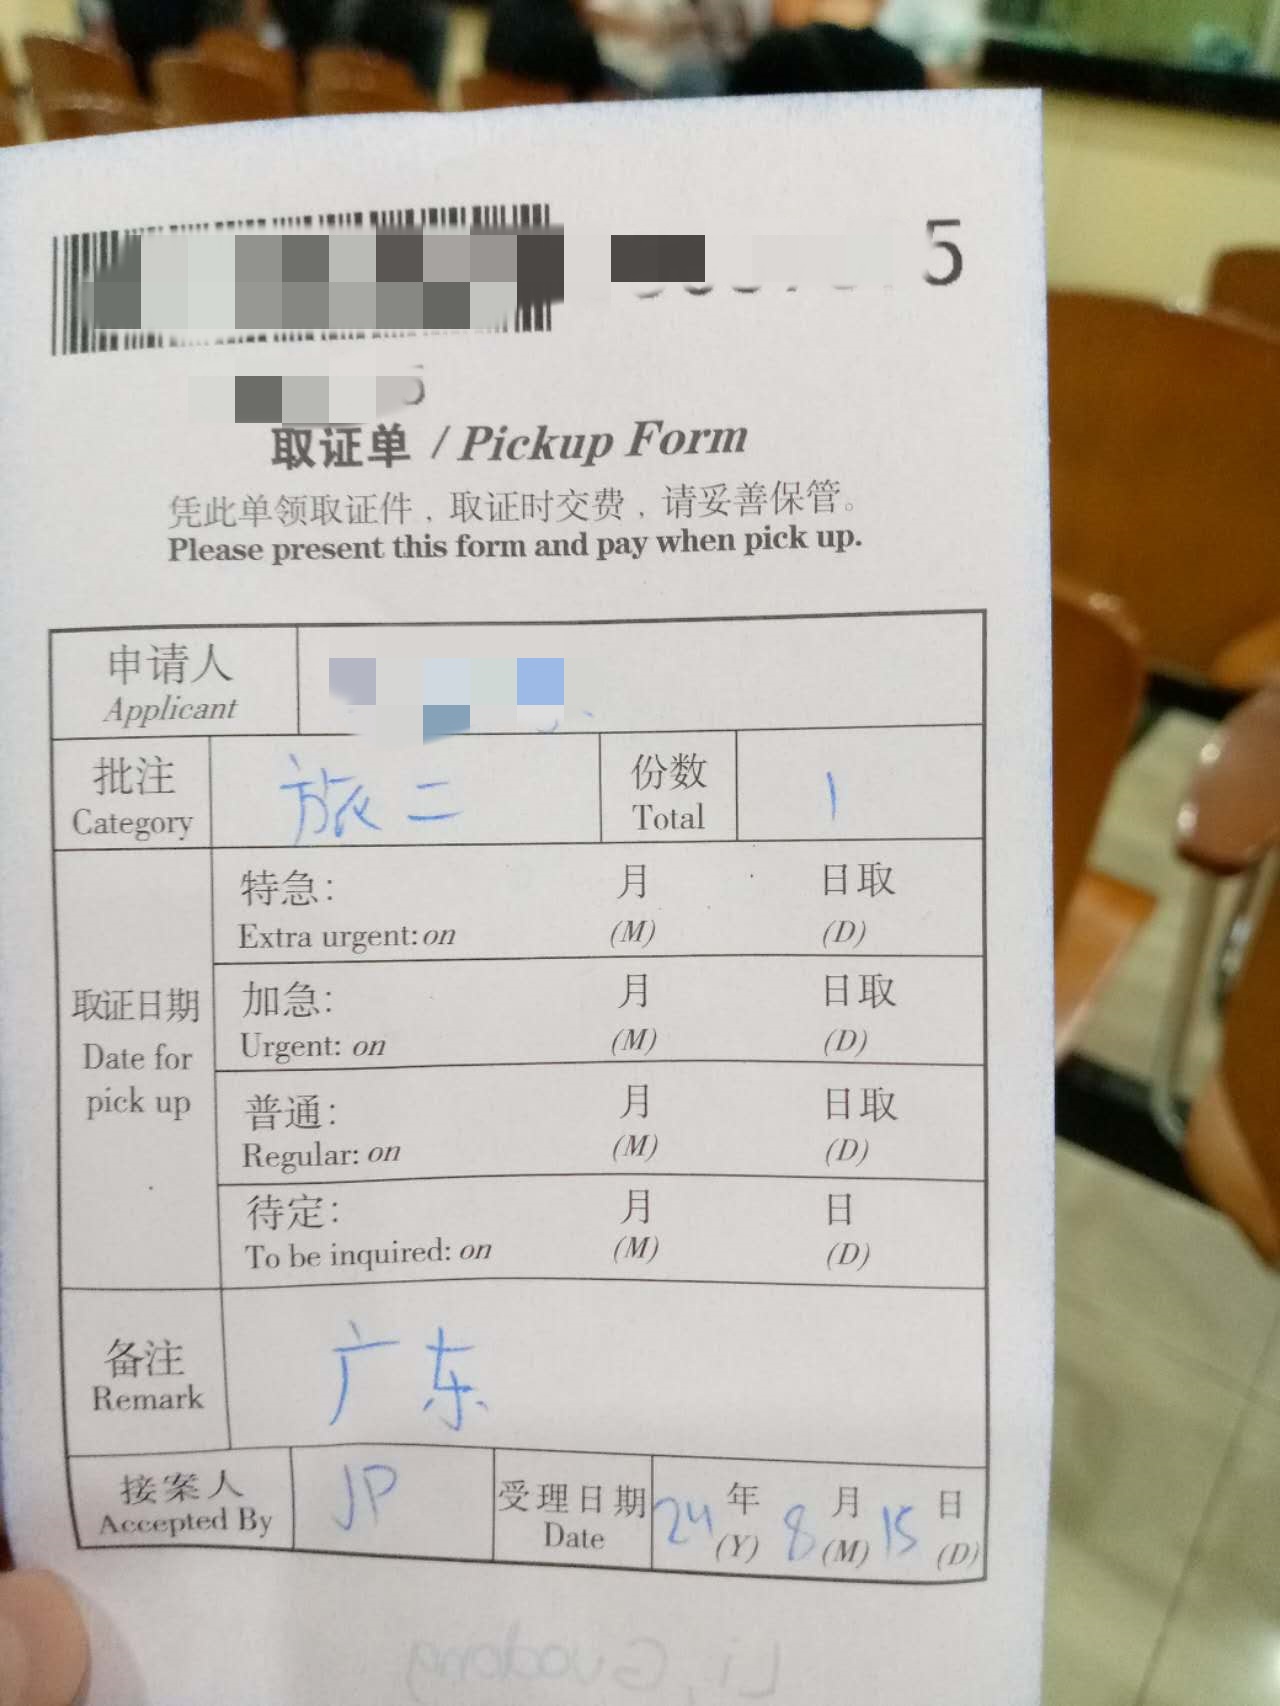 5
5
取证单 / Pickup Form
凭此单领取证件，取证时交费，请妥善保管。
Please present this form and pay when pick up.
申请人
Applicant
批注 旅二 份数 1
Category Total
特急： 月 日取
Extra urgent: on (M) (D)
加急： 月 日取
Urgent: on (M) (D)
取证日期
Date for
pick up
普通： 月 日取
Regular: on (M) (D)
待定： 月 日
To be inquired: on (M) (D)
备注 广东
Remark
接案人 JP 受理日期 24 年 8 月 15 日
Accepted By Date (Y) (M) (D)
Li, Guodong